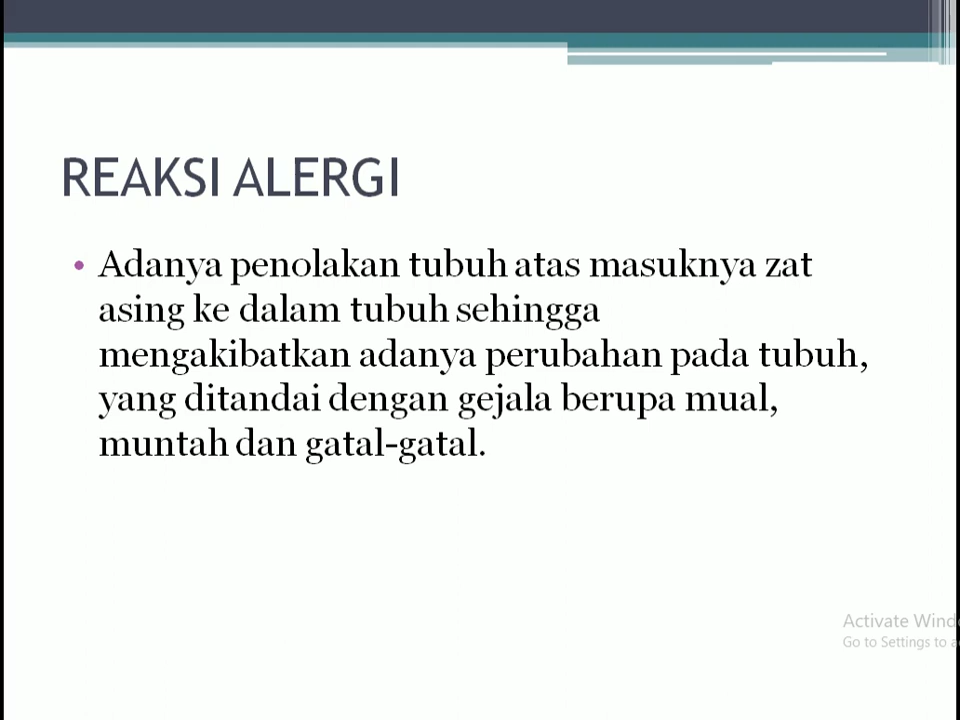 REAKSI ALERGI
• Adanya penolakan tubuh atas masuknya zat
asing ke dalam tubuh sehingga
mengakibatkan adanya perubahan pada tubuh,
yang ditandai dengan gejala berupa mual,
muntah dan gatal-gatal.
Activate Windo
Go to Settings to a